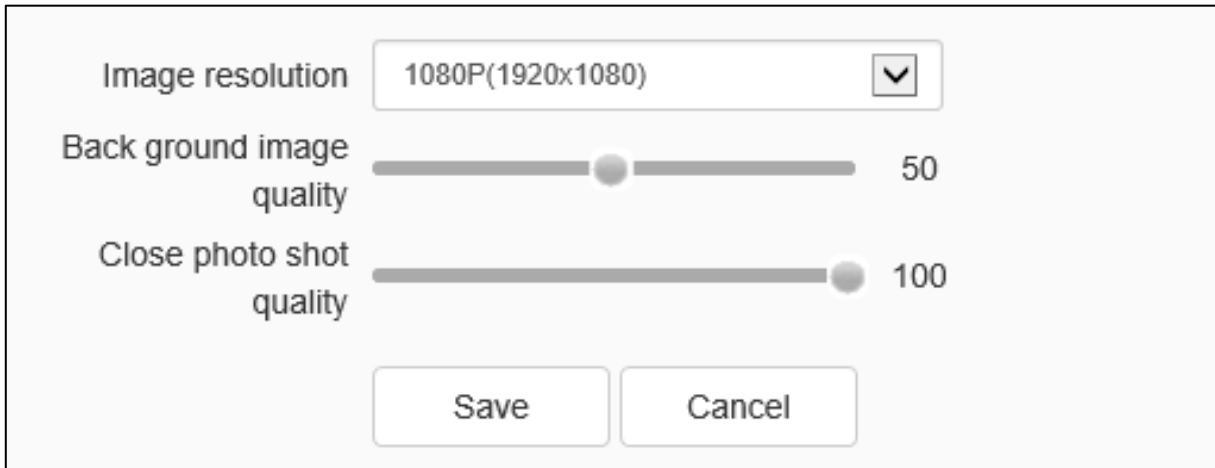 Image resolution 1080P(1920x1080)
Back ground image
quality 50
Close photo shot
quality 100
Save Cancel